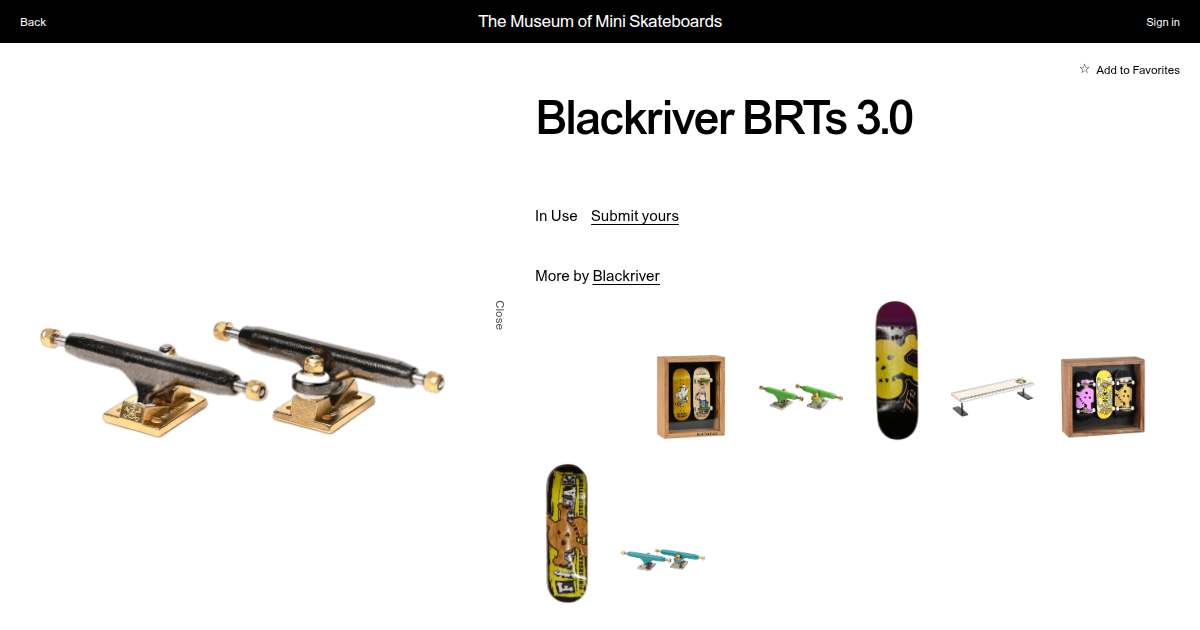 Back
The Museum of Mini Skateboards
Sign in
☆ Add to Favorites
Blackriver BRTs 3.0
In Use Submit yours
More by Blackriver
Close